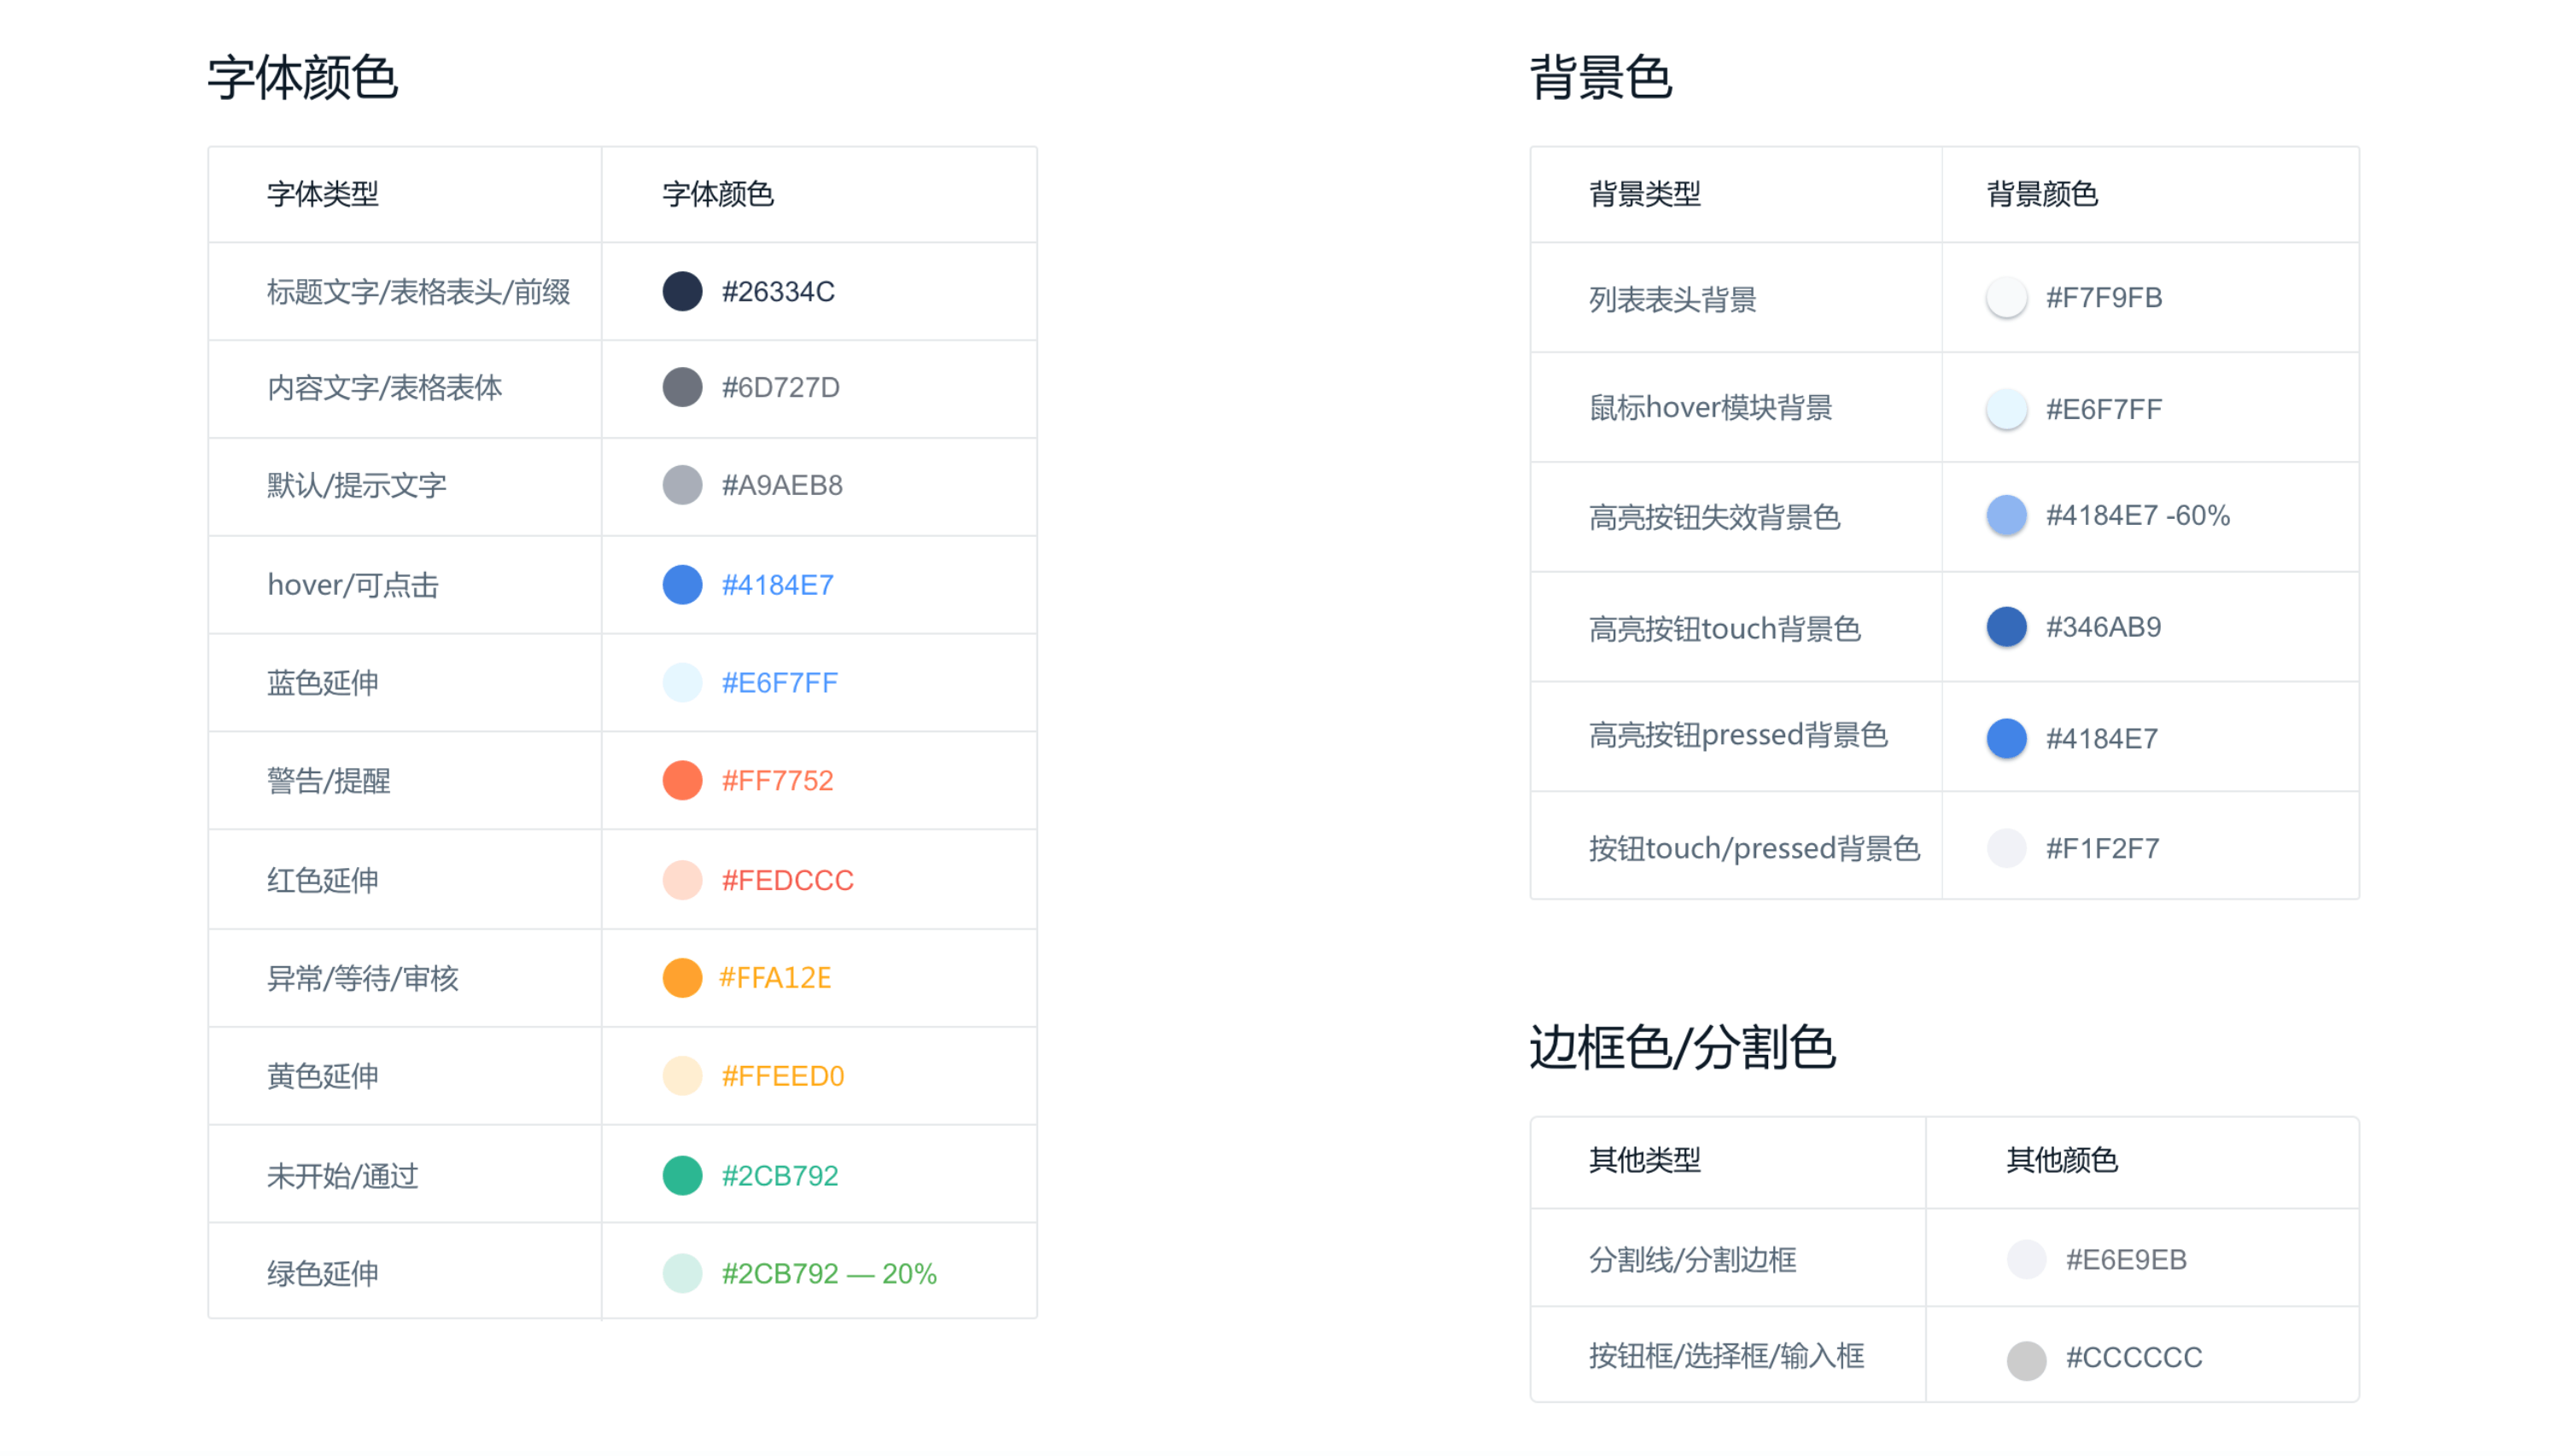 字体颜色
字体类型 字体颜色
标题文字/表格表头/前缀 #26334C
内容文字/表格表体 #6D727D
默认/提示文字 #A9AEB8
hover/可点击 #4184E7
蓝色延伸 #E6F7FF
警告/提醒 #FF7752
红色延伸 #FEDCCC
异常/等待/审核 #FFA12E
黄色延伸 #FFEED0
未开始/通过 #2CB792
绿色延伸 #2CB792 — 20%
背景色
背景类型 背景颜色
列表表头背景 #F7F9FB
鼠标hover模块背景 #E6F7FF
高亮按钮失效背景色 #4184E7 -60%
高亮按钮touch背景色 #346AB9
高亮按钮pressed背景色 #4184E7
按钮touch/pressed背景色 #F1F2F7
边框色/分割色
其他类型 其他颜色
分割线/分割边框 #E6E9EB
按钮框/选择框/输入框 #CCCCCC